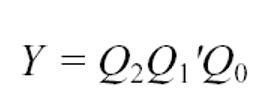 Y = Q₂Q₁'Q₀